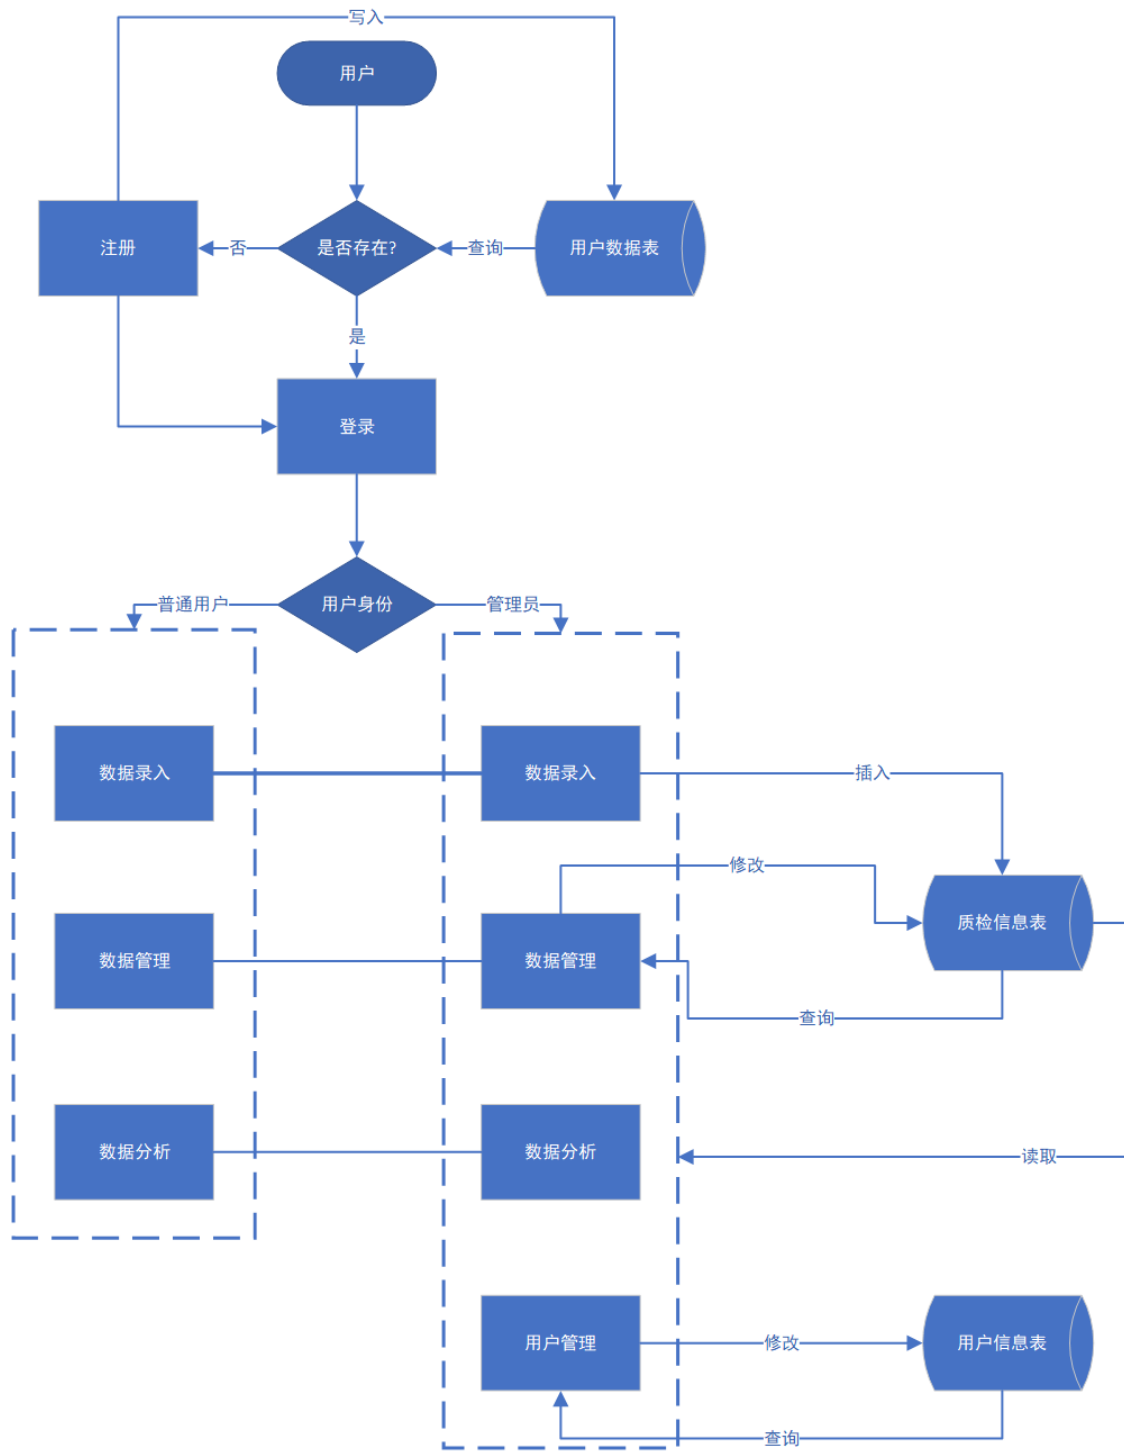 写入
用户
注册
否
是否存在?
查询
用户数据表
是
登录
普通用户
用户身份
管理员
数据录入
数据录入
插入
修改
质检信息表
数据管理
数据管理
查询
数据分析
数据分析
读取
用户管理
修改
用户信息表
查询